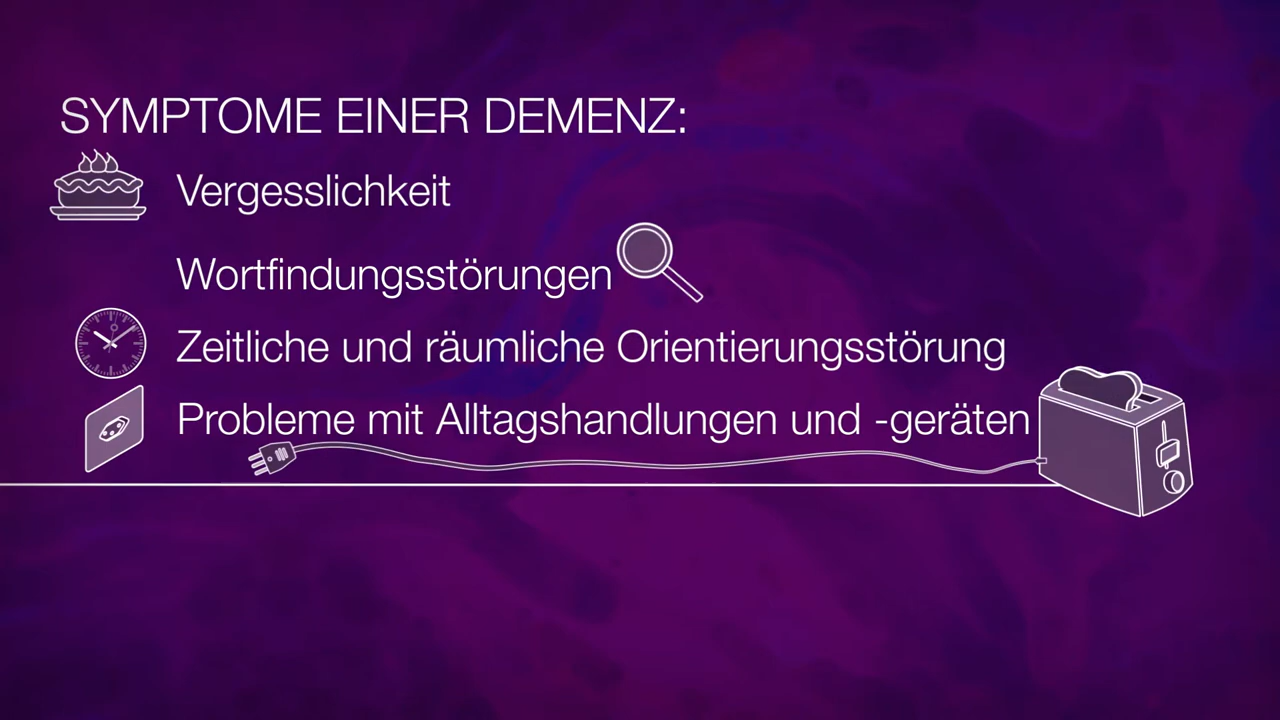 SYMPTOME EINER DEMENZ:
Vergesslichkeit
Wortfindungsstörungen
Zeitliche und räumliche Orientierungsstörung
Probleme mit Alltagshandlungen und -geräten